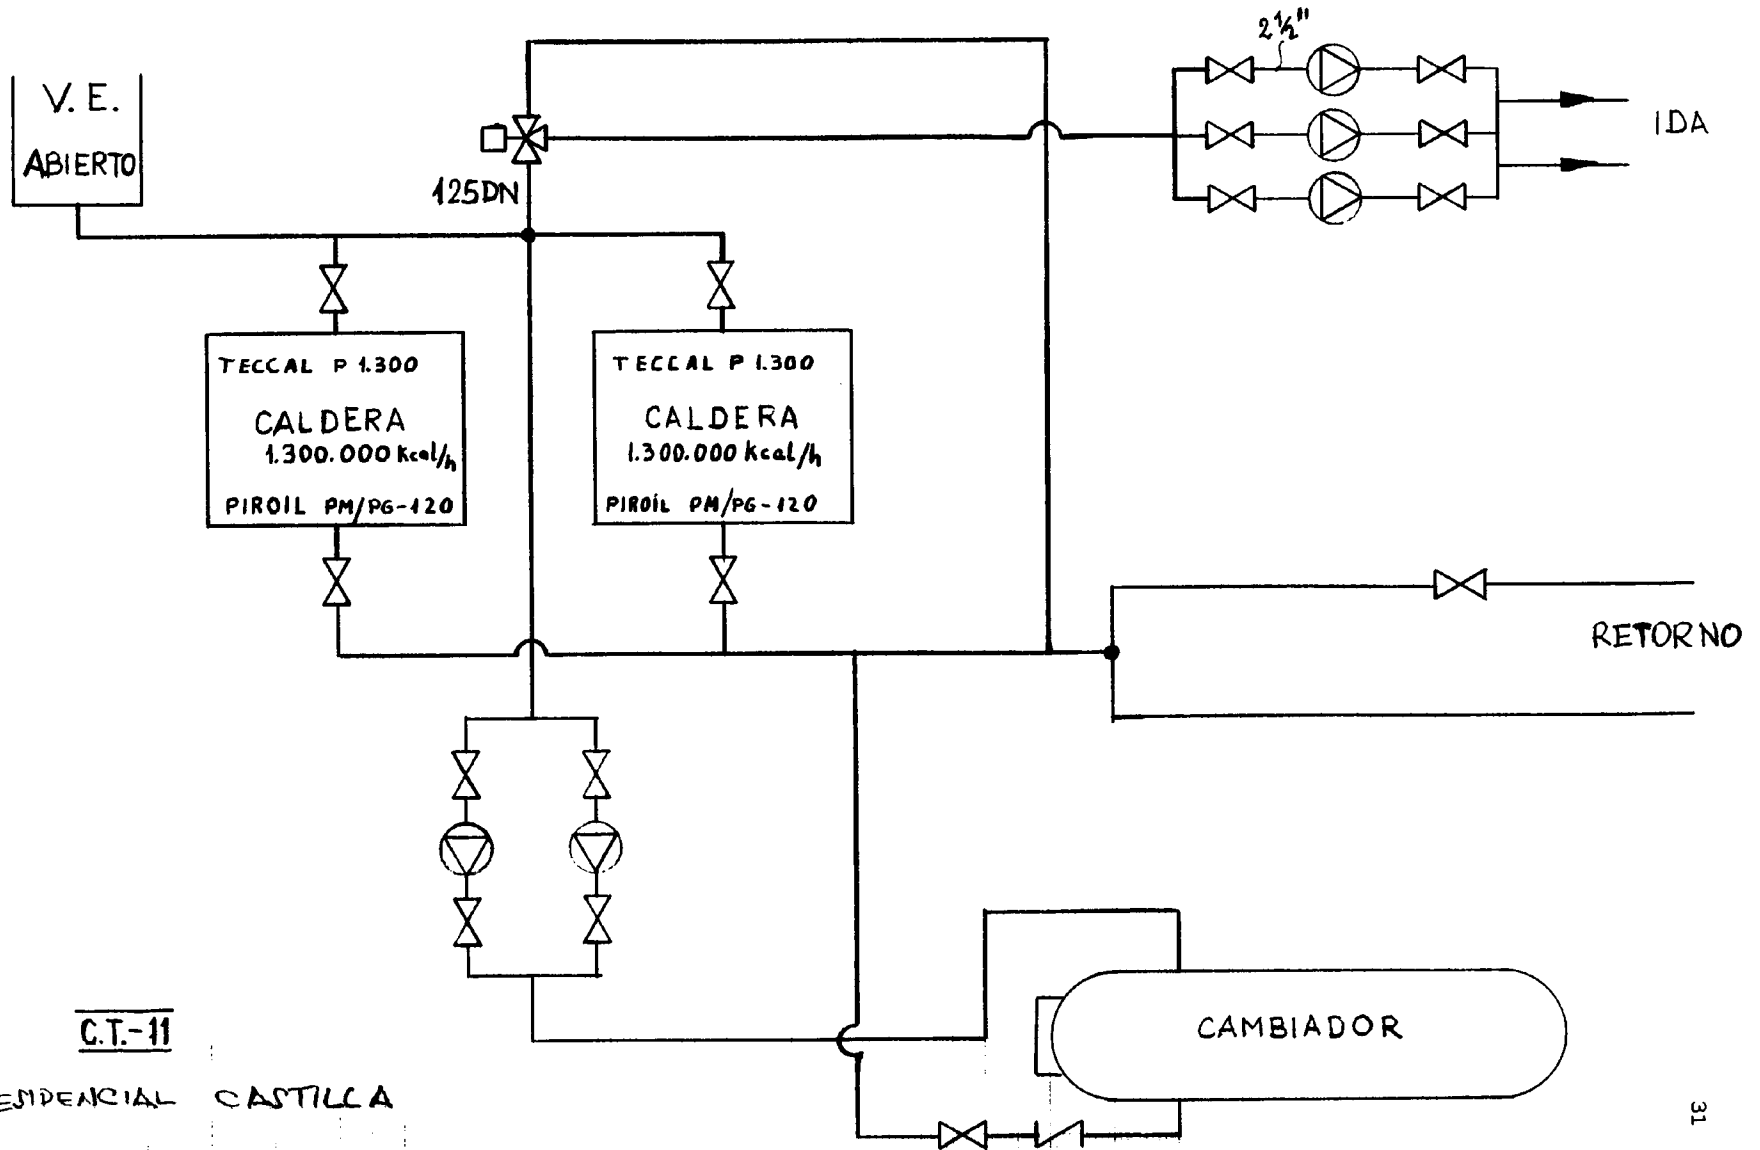 2½"
V. E.
ABIERTO
IDA
125DN
TECCAL P 1.300
CALDERA
1.300.000 kcal/h
PIROIL PM/PG-120
TECCAL P 1.300
CALDERA
1.300.000 kcal/h
PIROIL PM/PG-120
RETORNO
CAMBIADOR
C.T.-11
ESIDENCIAL CASTILLA
31